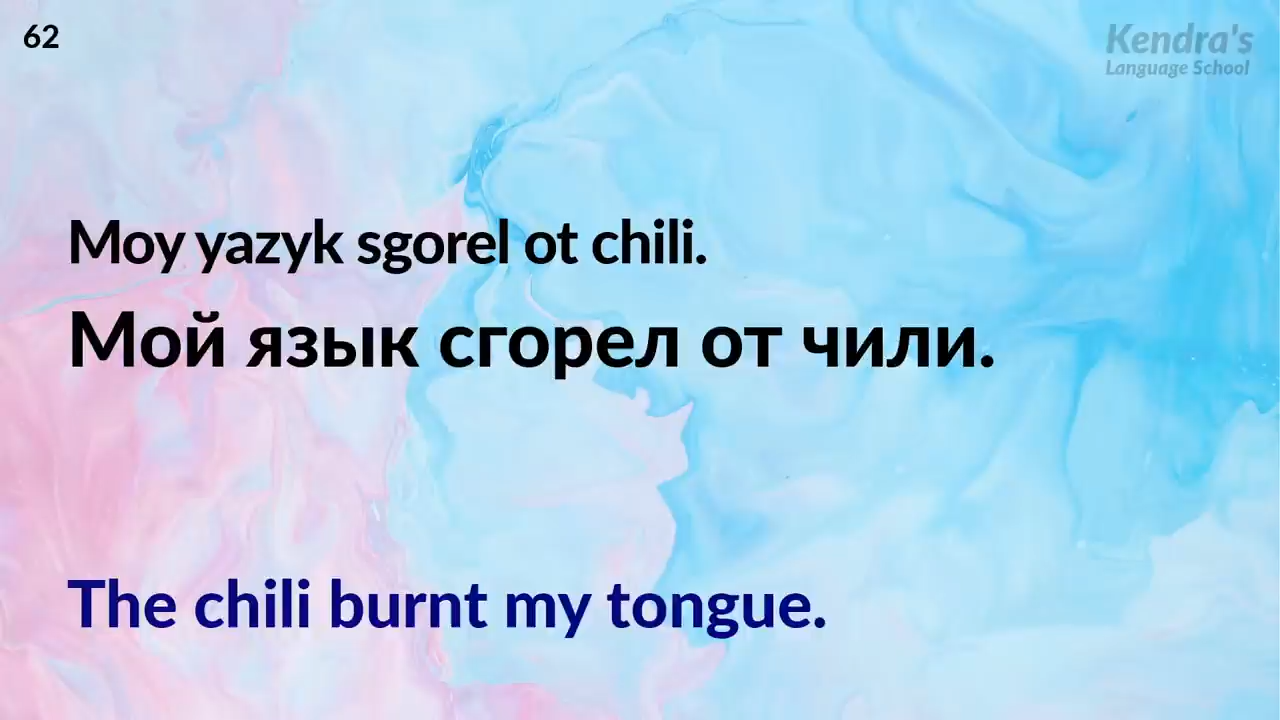 62
Kendra's
Language School
Moy yazyk sgorel ot chili.
Мой язык сгорел от чили.
The chili burnt my tongue.